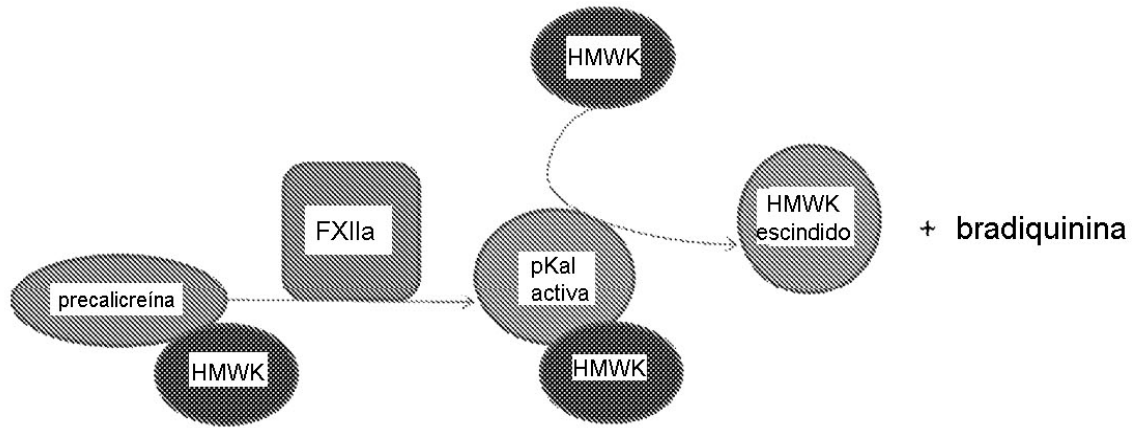 HMWK
FXIIa
HMWK
escindido
+ bradiquinina
pKal
activa
precalicreína
HMWK
HMWK